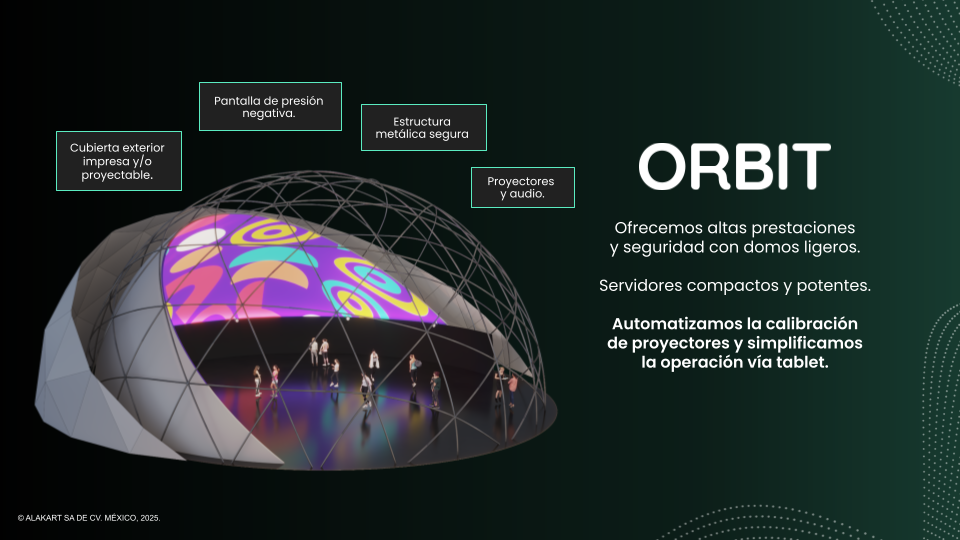 Pantalla de presión
negativa.
Estructura
metálica segura
Cubierta exterior
impresa y/o
proyectable.
Proyectores
y audio.
ORBIT
Ofrecemos altas prestaciones
y seguridad con domos ligeros.
Servidores compactos y potentes.
Automatizamos la calibración
de proyectores y simplificamos
la operación vía tablet.
© ALAKART SA DE CV. MÉXICO, 2025.